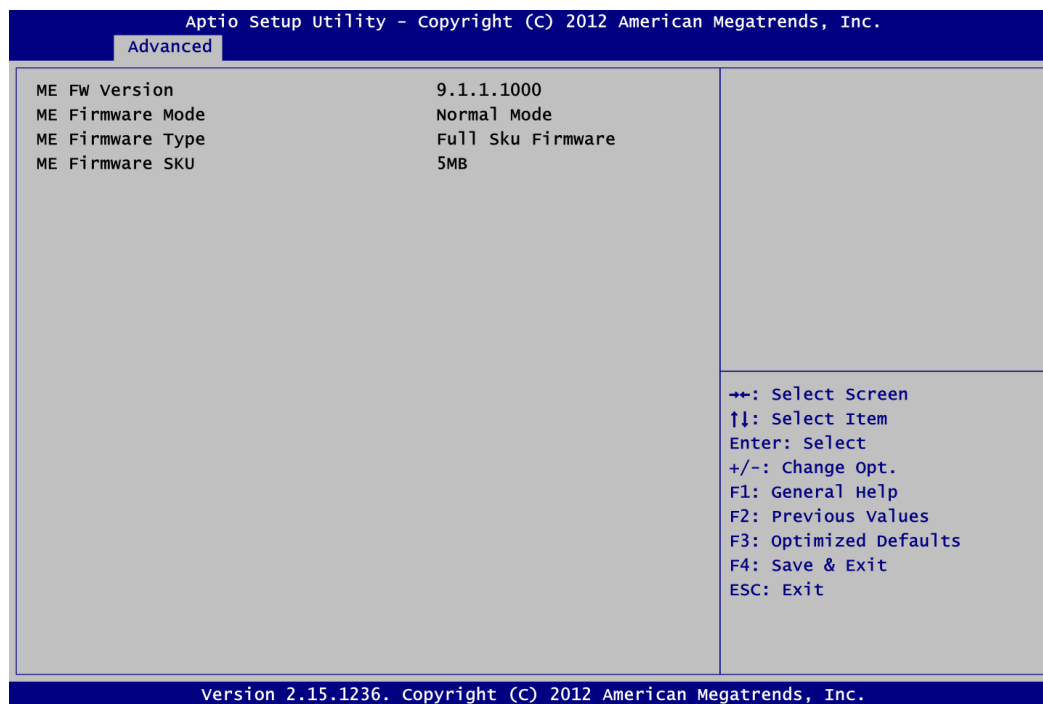 Aptio Setup Utility - Copyright (C) 2012 American Megatrends, Inc.
Advanced
ME FW Version 9.1.1.1000
ME Firmware Mode Normal Mode
ME Firmware Type Full Sku Firmware
ME Firmware SKU 5MB
→←: Select Screen
↑↓: Select Item
Enter: Select
+/-: Change Opt.
F1: General Help
F2: Previous Values
F3: Optimized Defaults
F4: Save & Exit
ESC: Exit
Version 2.15.1236. Copyright (C) 2012 American Megatrends, Inc.